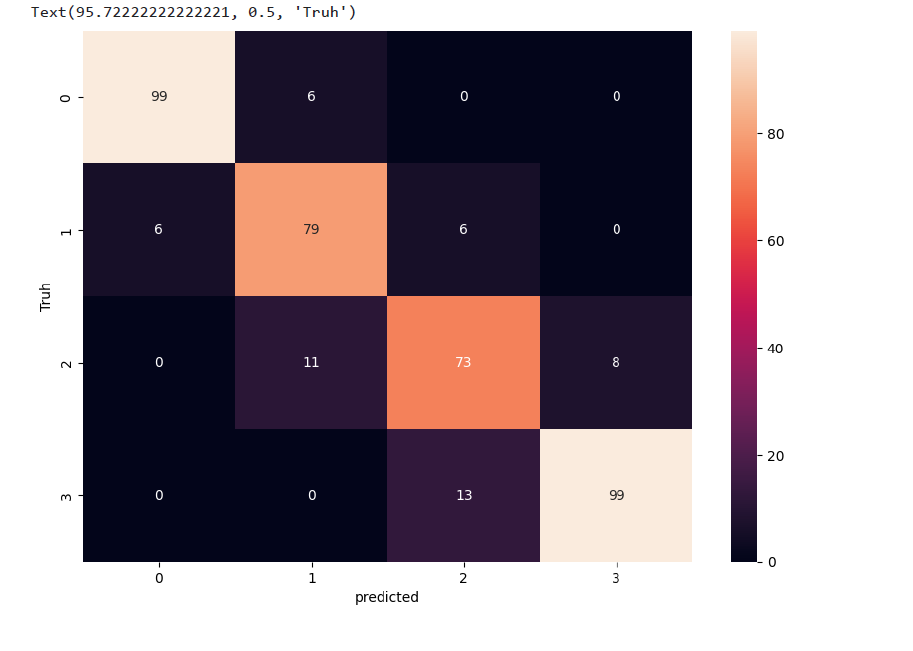 Text(95.72222222222221, 0.5, 'Truh')
0 99 6 0 0
80
1 6 79 6 0
60
Truh
40
2 0 11 73 8
20
3 0 0 13 99
0
0 1 2 3
predicted